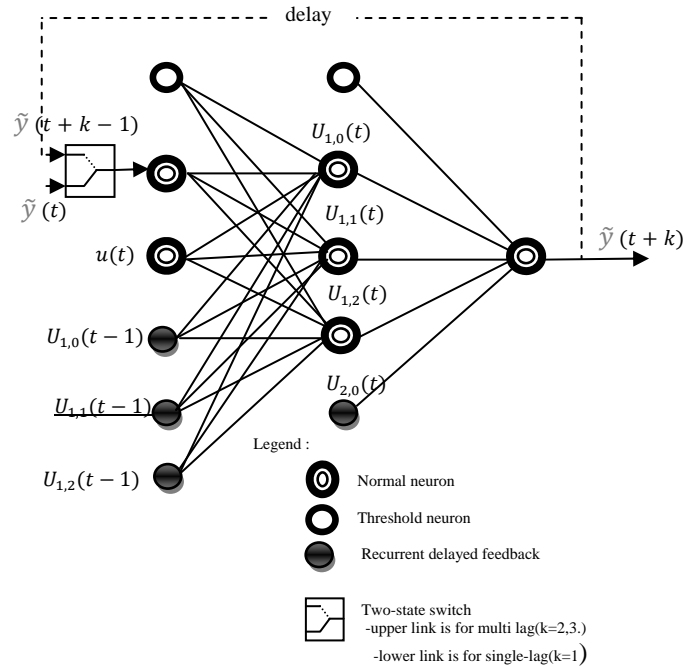 delay
ỹ (t + k − 1)
U₁,₀(t)
ỹ (t)
U₁,₁(t)
u(t)
ỹ (t + k)
U₁,₂(t)
U₁,₀(t − 1)
U₂,₀(t)
U₁,₁(t − 1)
Legend :
U₁,₂(t − 1)
Normal neuron
Threshold neuron
Recurrent delayed feedback
Two-state switch
-upper link is for multi lag(k=2,3.)
-lower link is for single-lag(k=1)